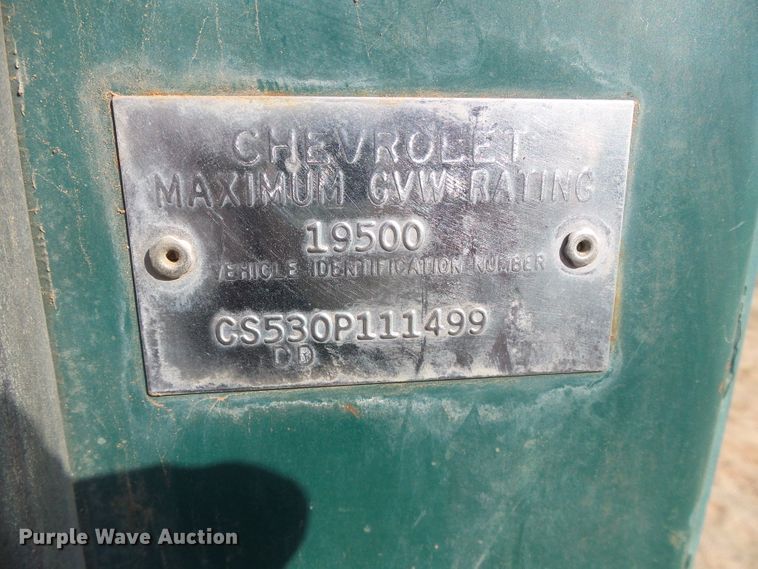 CHEVROLET
MAXIMUM GVW RATING
19500
VEHICLE IDENTIFICATION NUMBER
CS530P111499
DD
Purple Wave Auction